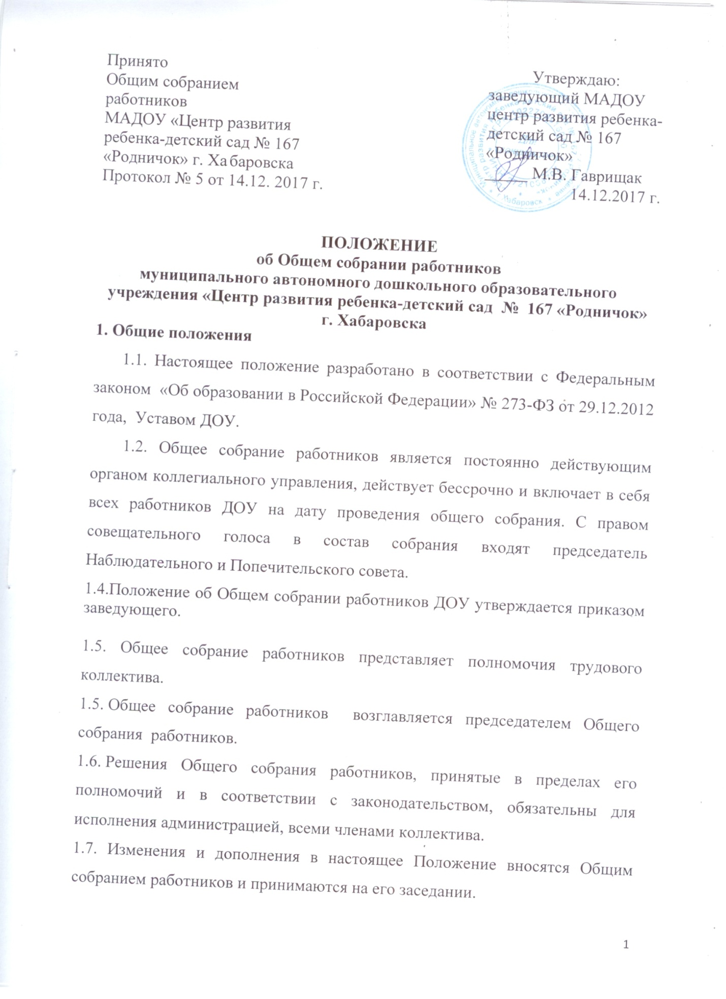 Принято
Общим собранием
работников
МАДОУ «Центр развития
ребенка-детский сад № 167
«Родничок» г. Хабаровска
Протокол № 5 от 14.12. 2017 г.
Утверждаю:
заведующий МАДОУ
центр развития ребенка-
детский сад № 167
«Родничок»
_____ М.В. Гаврищак
14.12.2017 г.
г.Хабаровск
ПОЛОЖЕНИЕ
об Общем собрании работников
муниципального автономного дошкольного образовательного
учреждения «Центр развития ребенка-детский сад № 167 «Родничок»
г. Хабаровска
1. Общие положения
1.1. Настоящее положение разработано в соответствии с Федеральным
законом «Об образовании в Российской Федерации» № 273-ФЗ от 29.12.2012
года, Уставом ДОУ.
1.2. Общее собрание работников является постоянно действующим
органом коллегиального управления, действует бессрочно и включает в себя
всех работников ДОУ на дату проведения общего собрания. С правом
совещательного голоса в состав собрания входят председатель
Наблюдательного и Попечительского совета.
1.4.Положение об Общем собрании работников ДОУ утверждается приказом
заведующего.
1.5. Общее собрание работников представляет полномочия трудового
коллектива.
1.5. Общее собрание работников возглавляется председателем Общего
собрания работников.
1.6. Решения Общего собрания работников, принятые в пределах его
полномочий и в соответствии с законодательством, обязательны для
исполнения администрацией, всеми членами коллектива.
1.7. Изменения и дополнения в настоящее Положение вносятся Общим
собранием работников и принимаются на его заседании.
1